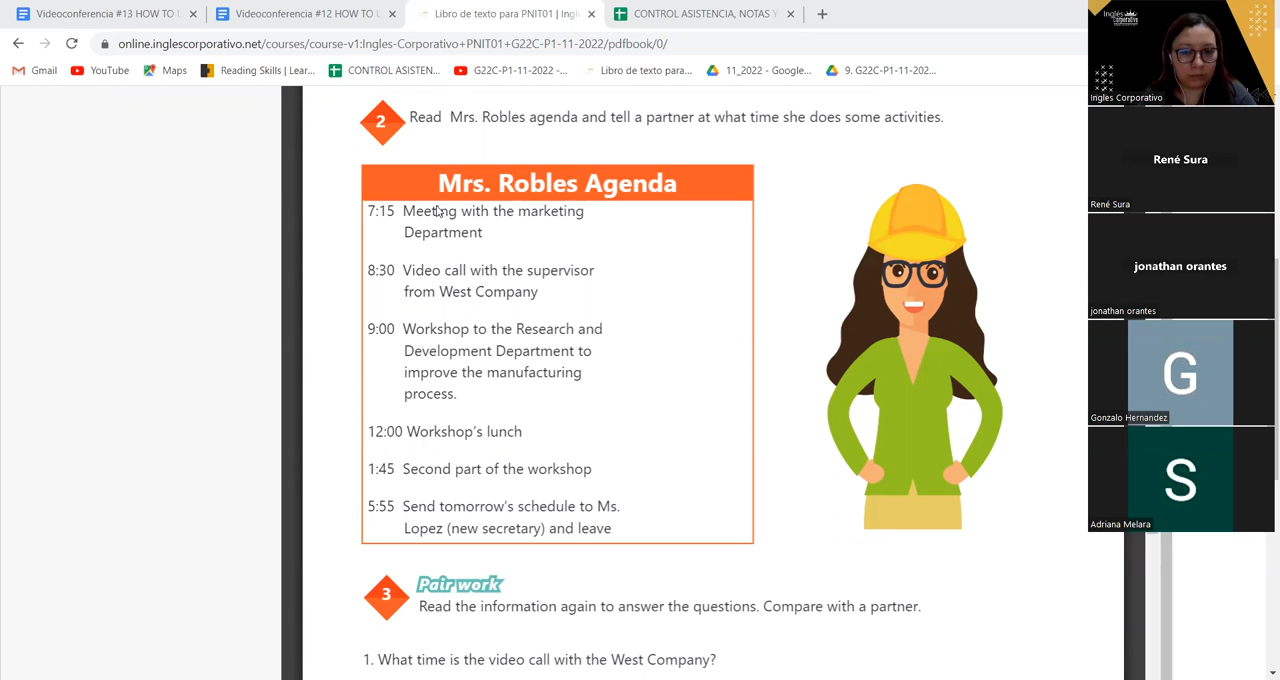 Videoconferencia #13 HOW TO U
Videoconferencia #12 HOW TO U
Libro de texto para PNIT01 | Ingl
CONTROL ASISTENCIA, NOTAS Y
online.inglescorporativo.net/courses/course-v1:Ingles-Corporativo+PNIT01+G22C-P1-11-2022/pdfbook/0/
Gmail
YouTube
Maps
Reading Skills | Lear...
CONTROL ASISTEN...
G22C-P1-11-2022 -...
Libro de texto para...
11_2022 - Google...
9. G22C-P1-11-202...
2
Read Mrs. Robles agenda and tell a partner at what time she does some activities.
Mrs. Robles Agenda
7:15 Meeting with the marketing
Department
8:30 Video call with the supervisor
from West Company
9:00 Workshop to the Research and
Development Department to
improve the manufacturing
process.
12:00 Workshop's lunch
1:45 Second part of the workshop
5:55 Send tomorrow's schedule to Ms.
Lopez (new secretary) and leave
3
Pair work
Read the information again to answer the questions. Compare with a partner.
1. What time is the video call with the West Company?
Inglés
Corporativo
Ingles Corporativo
René Sura
René Sura
jonathan orantes
jonathan orantes
G
Gonzalo Hernandez
S
Adriana Melara